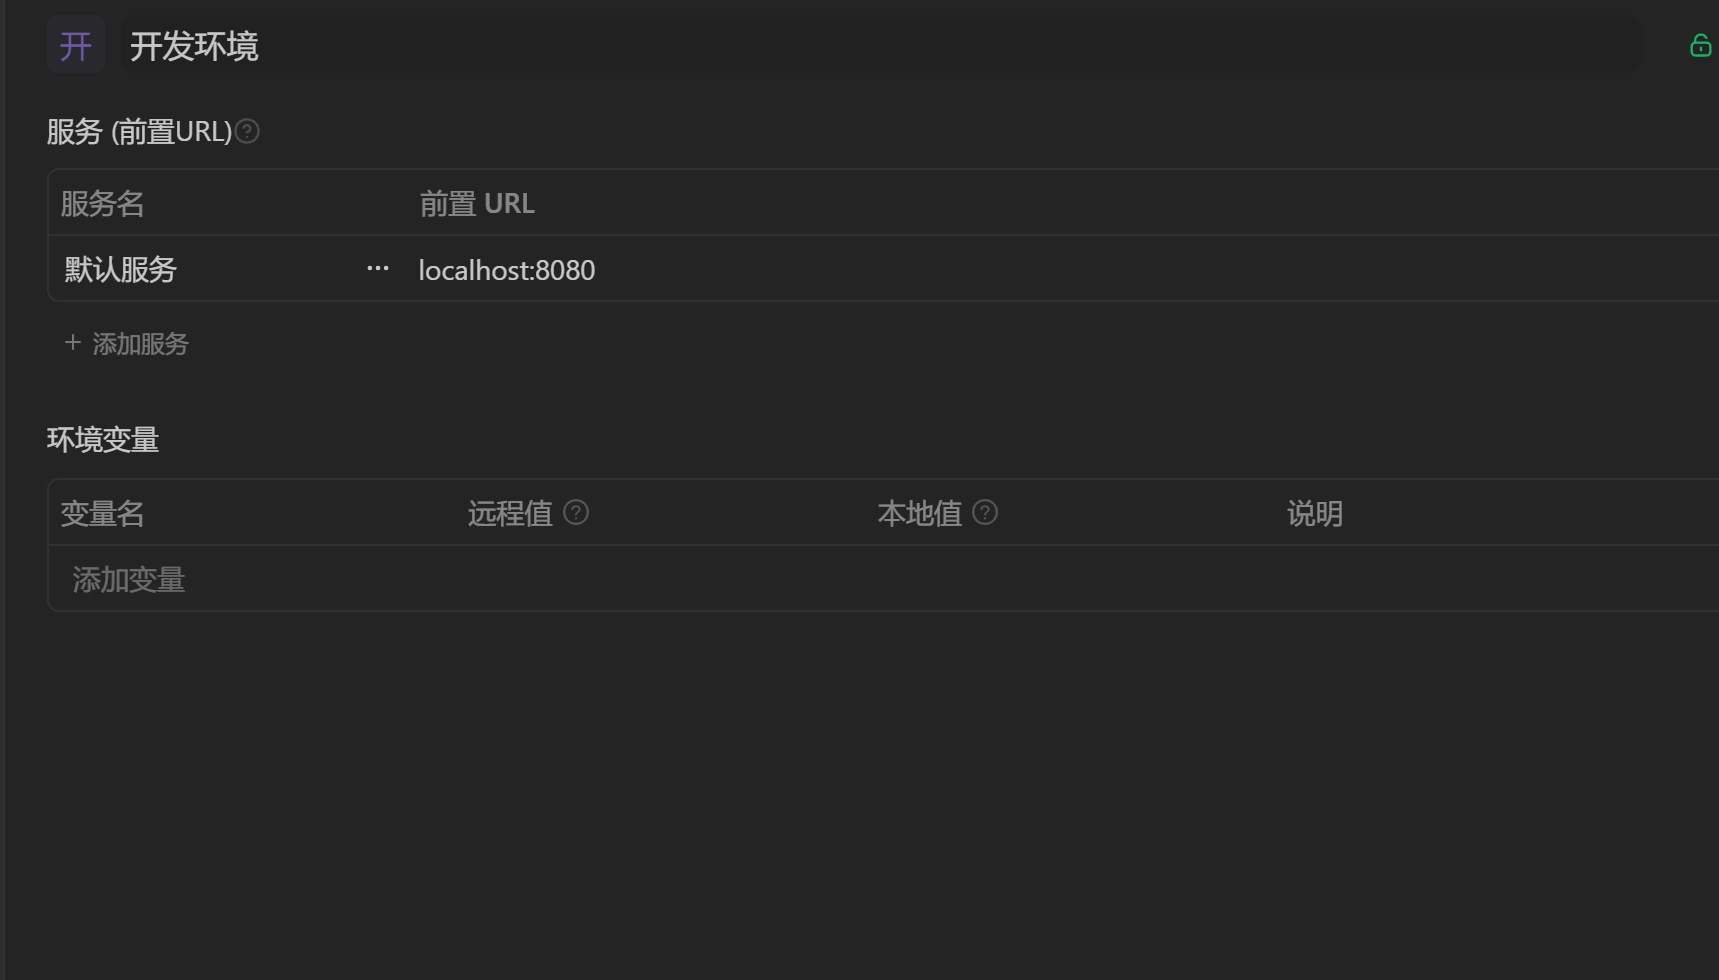 开 开发环境
服务 (前置URL)
服务名 前置 URL
默认服务 ... localhost:8080
+ 添加服务
环境变量
变量名 远程值 本地值 说明
添加变量